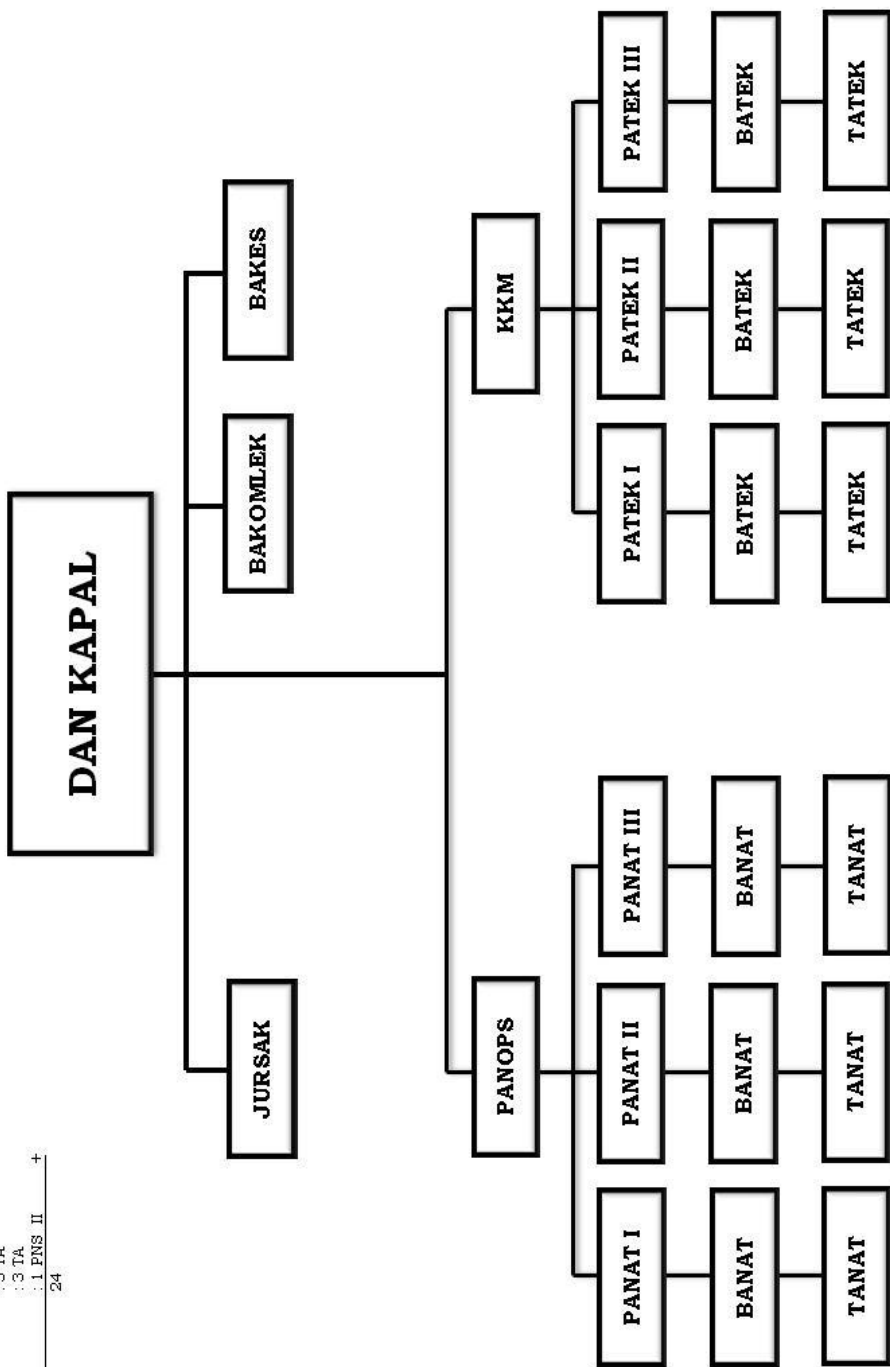 : 3 TA
: 1 PNS II +
24
DAN KAPAL
JURSAK
BAKOMLEK
BAKES
PANOPS
KKM
PANAT I
PANAT II
PANAT III
PATEK I
PATEK II
PATEK III
BANAT
BANAT
BANAT
BATEK
BATEK
BATEK
TANAT
TANAT
TANAT
TATEK
TATEK
TATEK